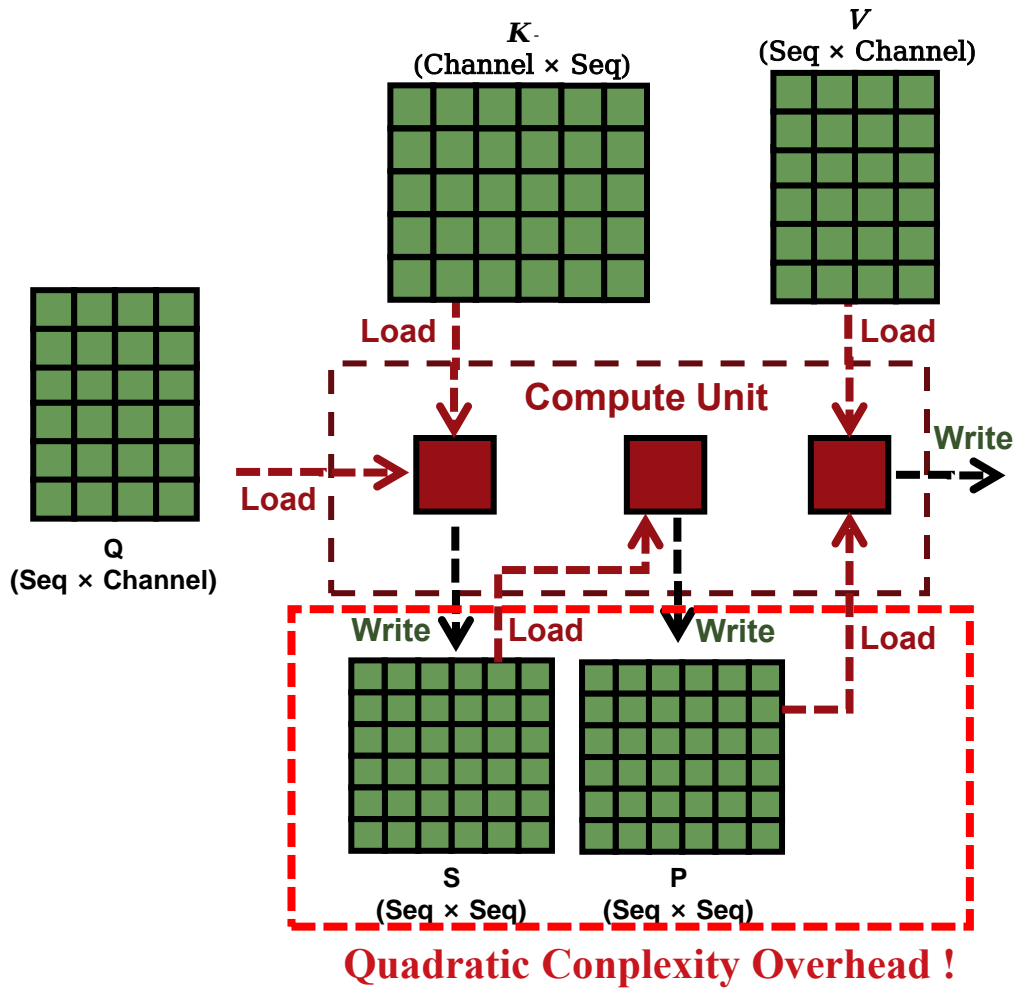 K-
(Channel × Seq)
V
(Seq × Channel)
Load
Load
Compute Unit
Write
Load
Q
(Seq × Channel)
Write
Load
Write
Load
S
(Seq × Seq)
P
(Seq × Seq)
Quadratic Conplexity Overhead !